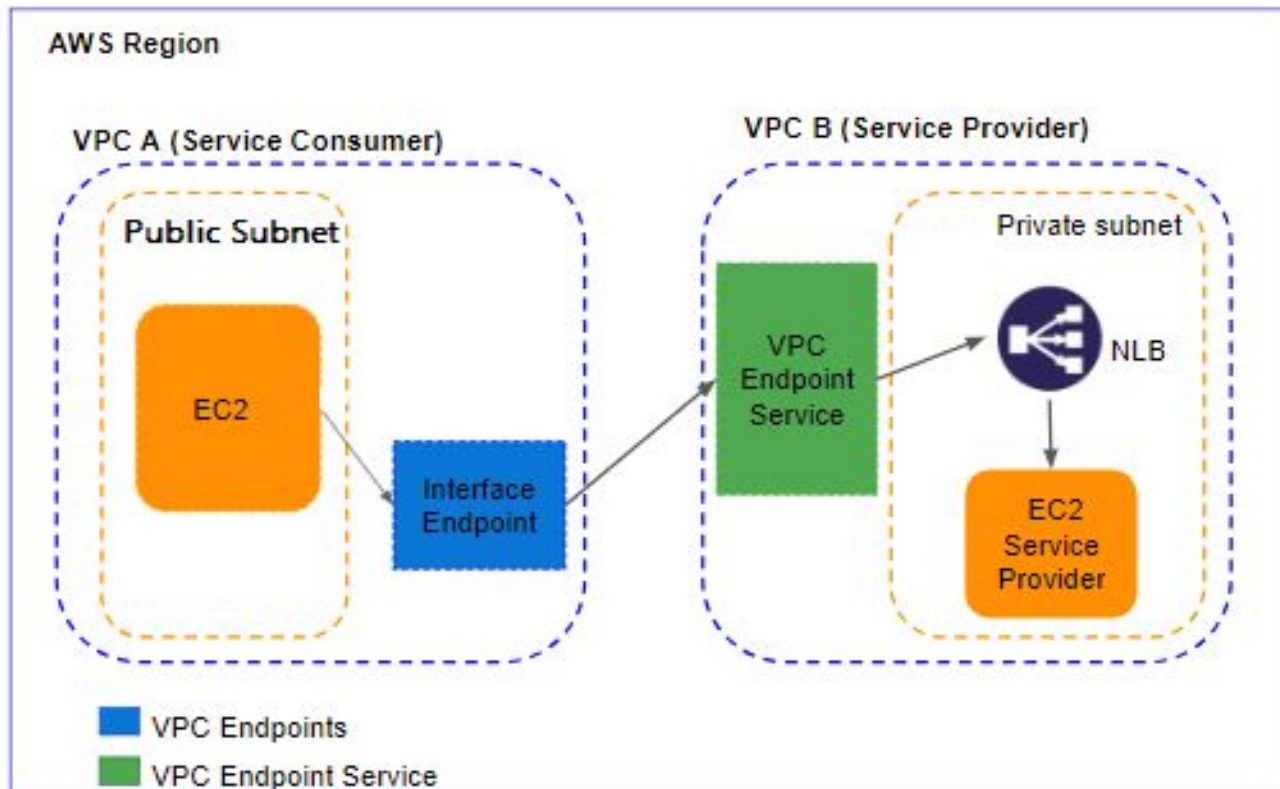 AWS Region
VPC A (Service Consumer)
VPC B (Service Provider)
Public Subnet
Private subnet
EC2
Interface
Endpoint
VPC
Endpoint
Service
NLB
EC2
Service
Provider
VPC Endpoints
VPC Endpoint Service